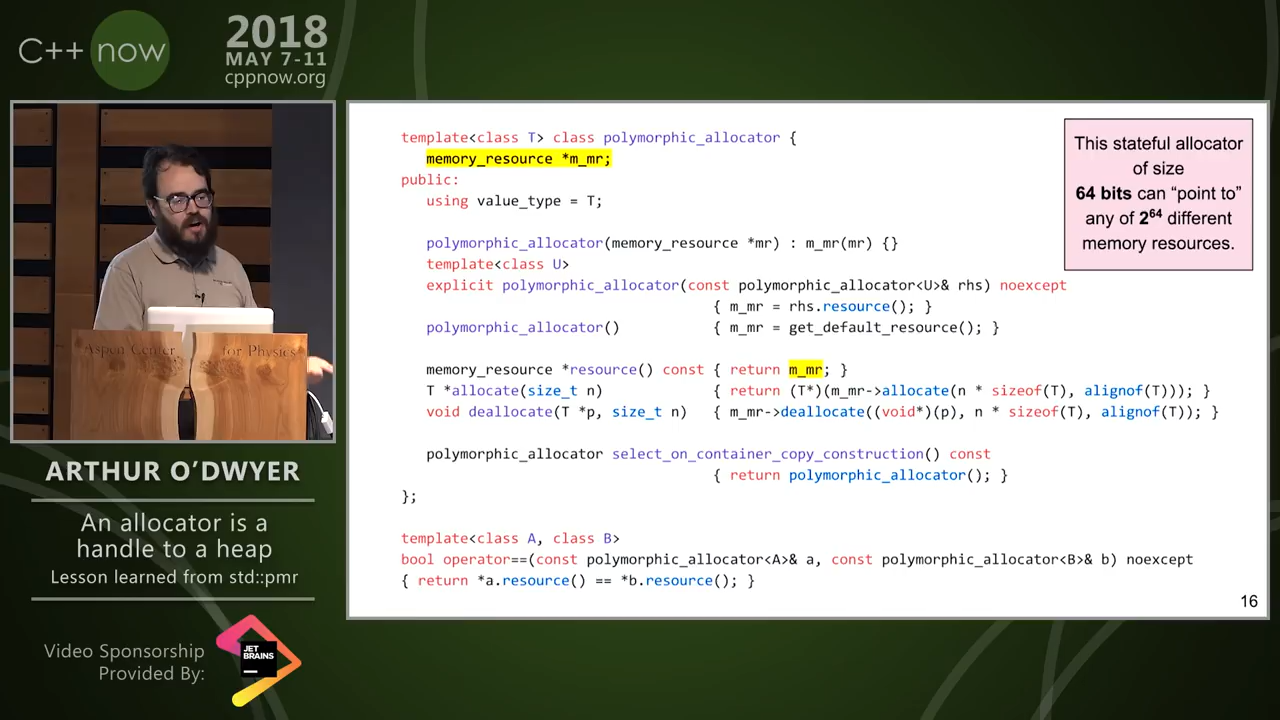 C++ now
2018
MAY 7-11
cppnow.org
Aspen Center for Physics
ARTHUR O'DWYER
An allocator is a
handle to a heap
Lesson learned from std::pmr
Video Sponsorship
Provided By:
JET
BRAINS
template<class T> class polymorphic_allocator {
memory_resource *m_mr;
public:
using value_type = T;
polymorphic_allocator(memory_resource *mr) : m_mr(mr) {}
template<class U>
explicit polymorphic_allocator(const polymorphic_allocator<U>& rhs) noexcept
{ m_mr = rhs.resource(); }
polymorphic_allocator() { m_mr = get_default_resource(); }
memory_resource *resource() const { return m_mr; }
T *allocate(size_t n) { return (T*)(m_mr->allocate(n * sizeof(T), alignof(T))); }
void deallocate(T *p, size_t n) { m_mr->deallocate((void*)(p), n * sizeof(T), alignof(T)); }
polymorphic_allocator select_on_container_copy_construction() const
{ return polymorphic_allocator(); }
};
template<class A, class B>
bool operator==(const polymorphic_allocator<A>& a, const polymorphic_allocator<B>& b) noexcept
{ return *a.resource() == *b.resource(); }
This stateful allocator
of size
64 bits can “point to”
any of 2⁶⁴ different
memory resources.
16